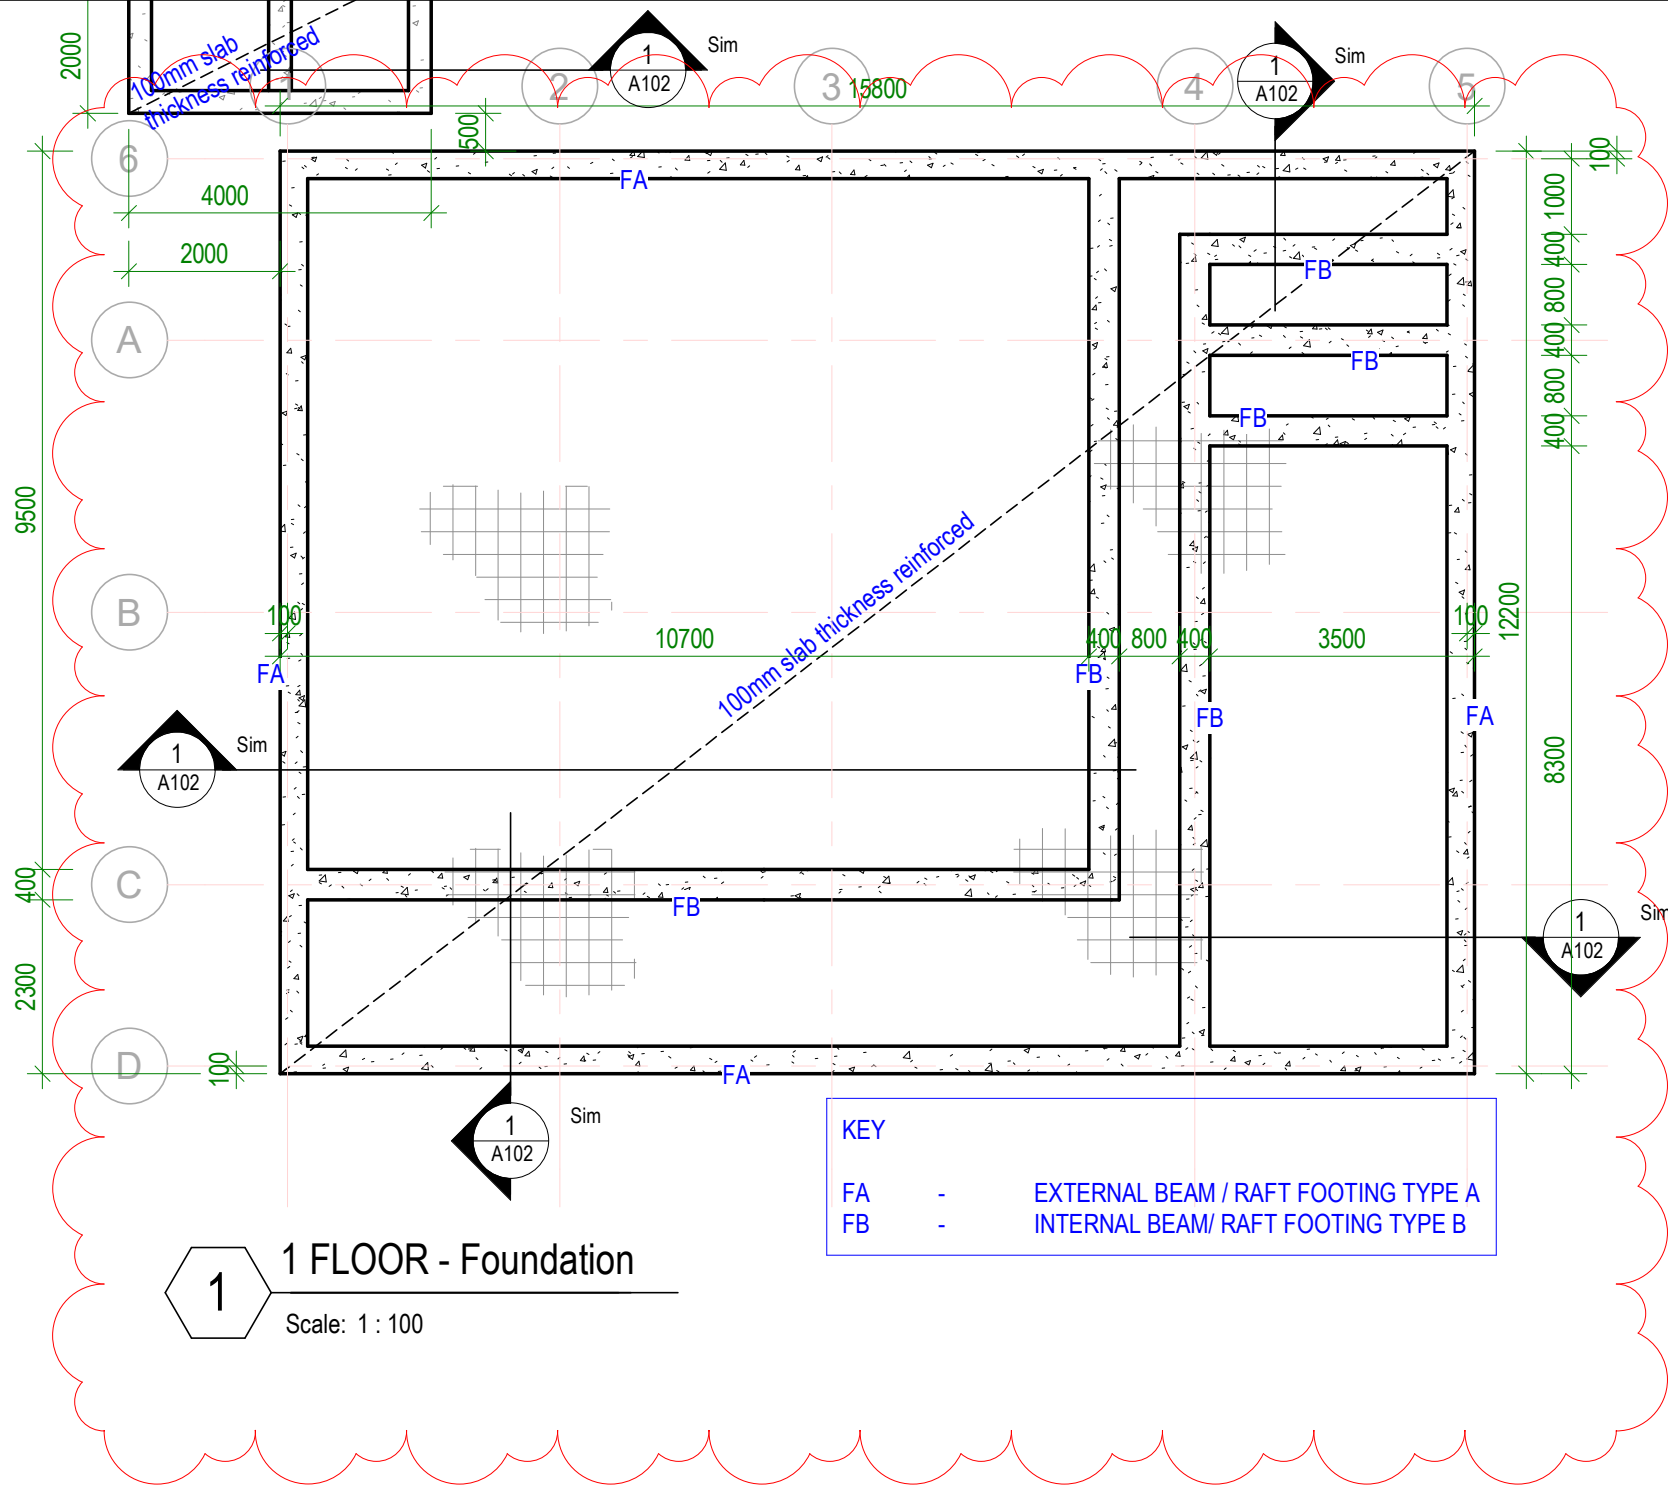 2000
100mm slab
thickness reinforced
1
2
3
4
5
1
A102
Sim
1
A102
Sim
15800
500
6
4000
2000
A
B
C
D
9500
400
2300
100
FA
FB
FB
FB
100
1000
400
800
400
800
400
12200
8300
100mm slab thickness reinforced
100
10700
400
800
400
3500
100
FA
FB
FB
FA
1
A102
Sim
1
A102
Sim
FB
FA
1
A102
Sim
KEY
FA - EXTERNAL BEAM / RAFT FOOTING TYPE A
FB - INTERNAL BEAM/ RAFT FOOTING TYPE B
1
1 FLOOR - Foundation
Scale: 1 : 100